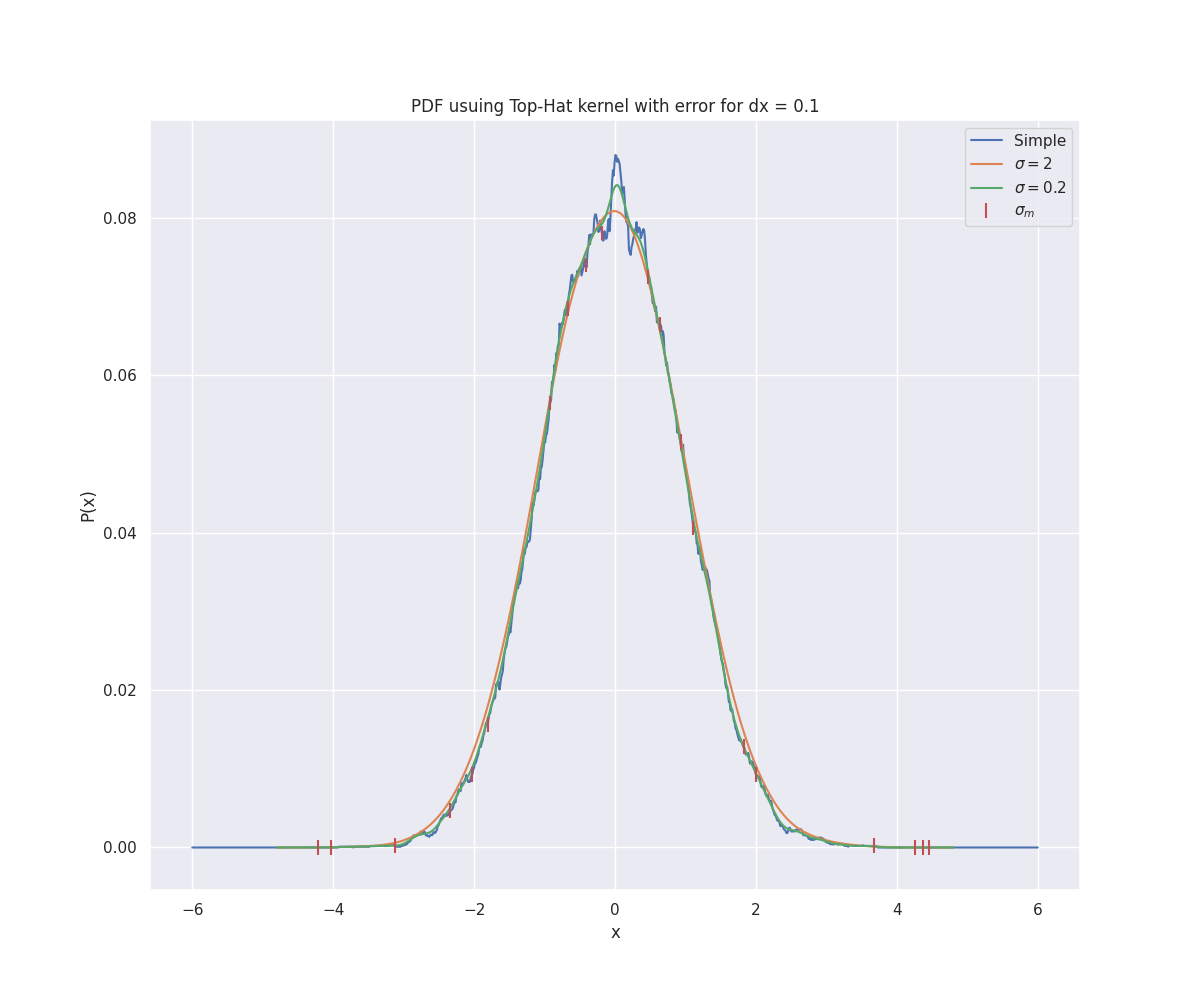 PDF usuing Top-Hat kernel with error for dx = 0.1
Simple
σ = 2
σ = 0.2
σm
P(x)
0.08
0.06
0.04
0.02
0.00
−6 −4 −2 0 2 4 6
x